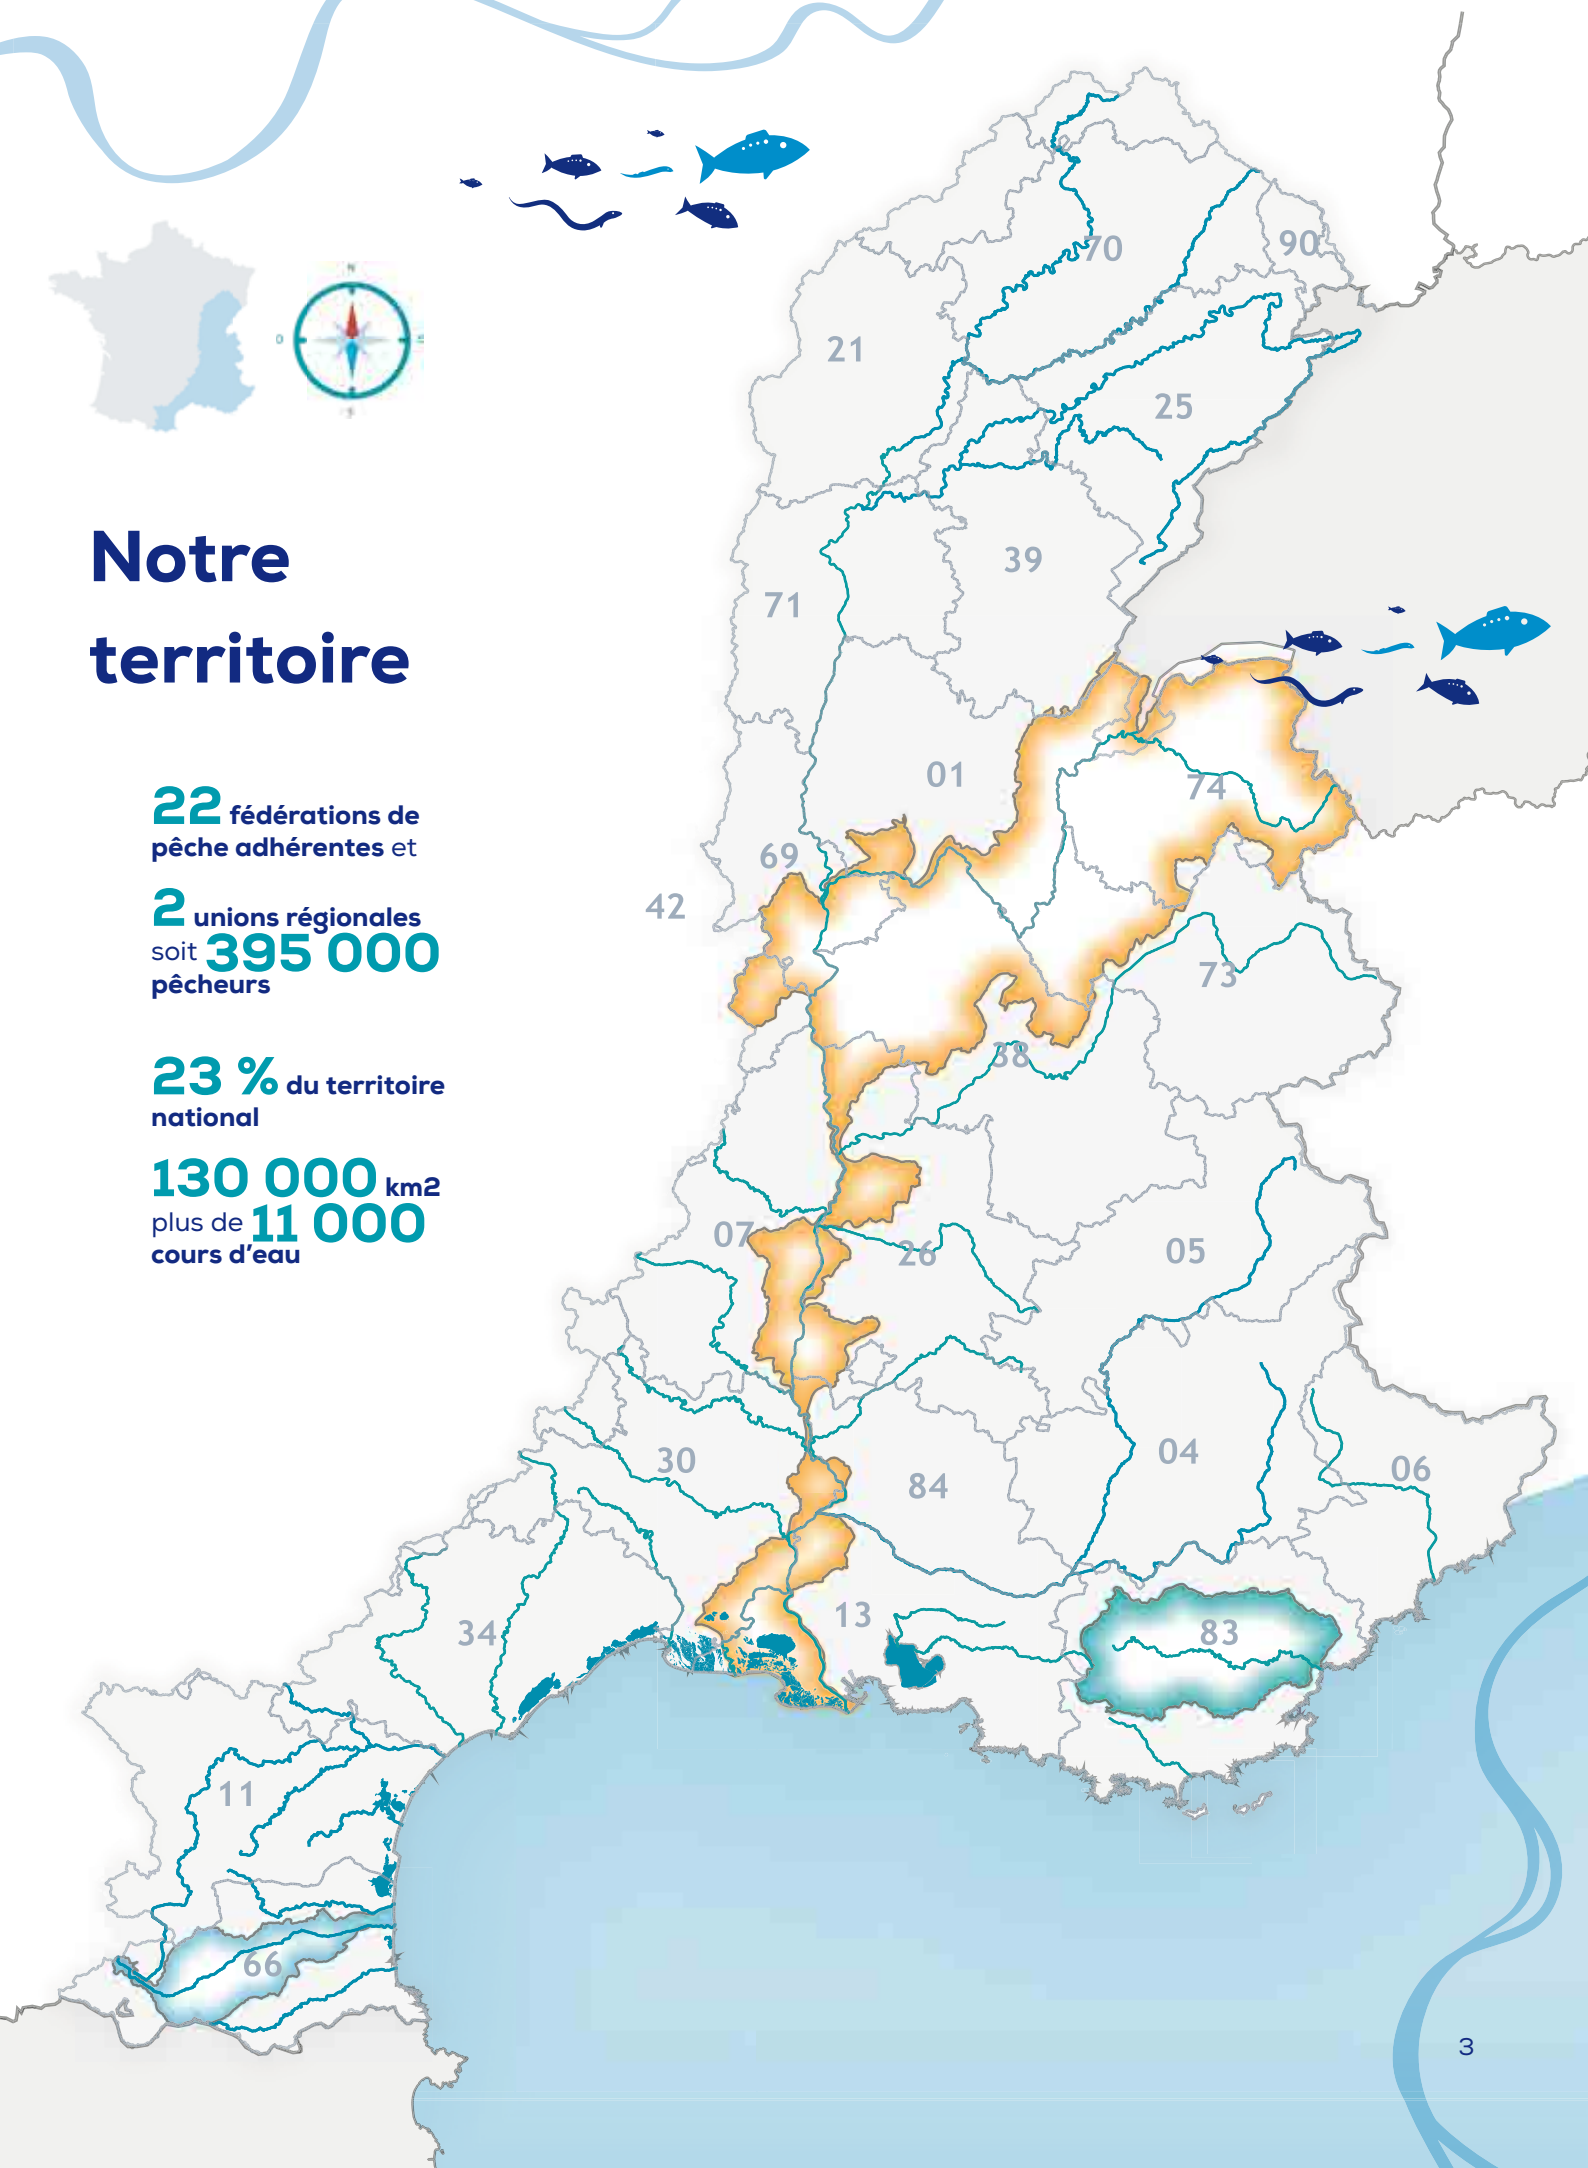 Notre
territoire
22 fédérations de
pêche adhérentes et
2 unions régionales
soit 395 000
pêcheurs
23 % du territoire
national
130 000 km2
plus de 11 000
cours d'eau
N
O
S
70
90
21
25
39
71
01
74
69
42
73
38
07
26
05
30
84
04
06
13
34
83
11
66
3